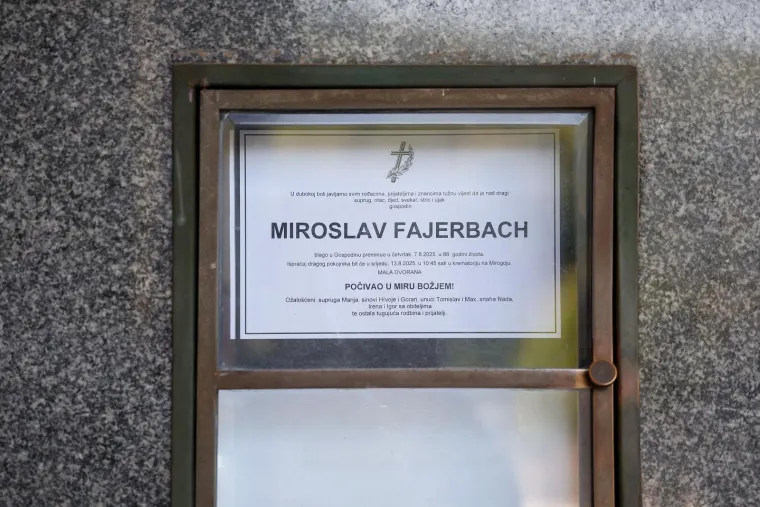 U dubokoj boli javljamo svim rođacima, prijateljima i znancima tužnu vijest da je naš dragi
suprug, otac, djed, svekar, stric i ujak
gospodin
MIROSLAV FAJERBACH
blago u Gospodinu preminuo u četvrtak, 7.8.2025. u 88. godini života.
Ispraćaj dragog pokojnika bit će u srijedu, 13.8.2025. u 10:45 sati u krematoriju na Mirogoju.
MALA DVORANA
POČIVAO U MIRU BOŽJEM!
Ožalošćeni: supruga Marija, sinovi Hrvoje i Goran, unuci Tomislav i Max, snaha Nada,
Irena i Igor sa obiteljima
te ostala tugujuća rodbina i prijatelji.